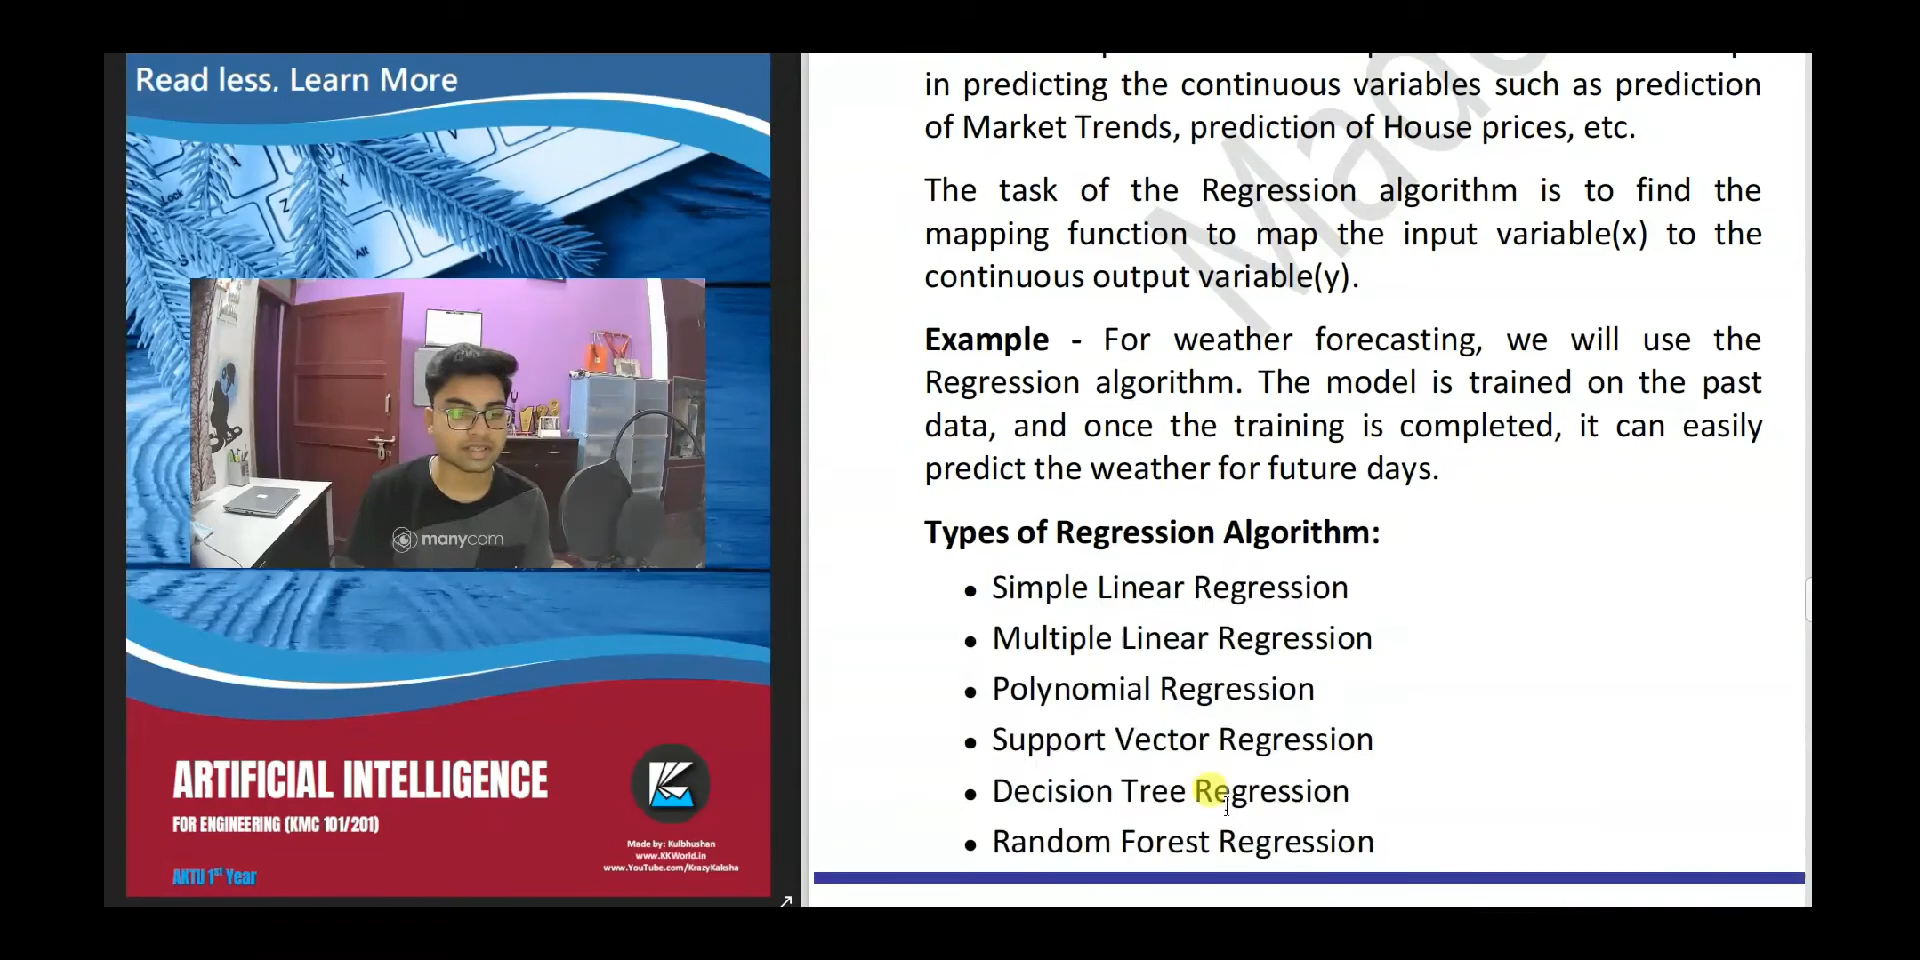 Read less. Learn More
manycam
ARTIFICIAL INTELLIGENCE
FOR ENGINEERING (KMC 101/201)
AKTU 1st Year
Made by: Kulbhushan
www.KKWorld.in
www.YouTube.com/KrazyKaksha
in predicting the continuous variables such as prediction
of Market Trends, prediction of House prices, etc.
The task of the Regression algorithm is to find the
mapping function to map the input variable(x) to the
continuous output variable(y).
Example - For weather forecasting, we will use the
Regression algorithm. The model is trained on the past
data, and once the training is completed, it can easily
predict the weather for future days.
Types of Regression Algorithm:
• Simple Linear Regression
• Multiple Linear Regression
• Polynomial Regression
• Support Vector Regression
• Decision Tree Regression
• Random Forest Regression